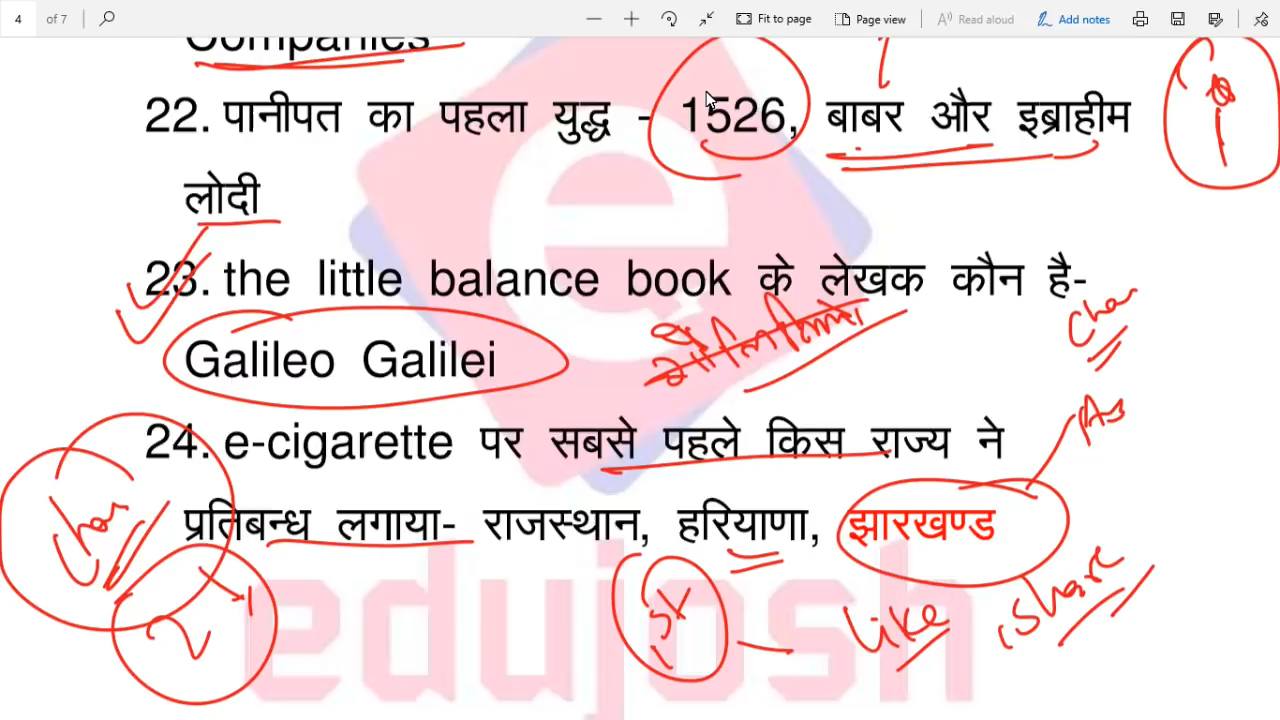 4 of 7 Fit to page Page view Read aloud Add notes
Companies
22. पानीपत का पहला युद्ध - 1526, बाबर और इब्राहीम
लोदी
23. the little balance book के लेखक कौन है-
Galileo Galilei
Char
24. e-cigarette पर सबसे पहले किस राज्य ने
प्रतिबन्ध लगाया- राजस्थान, हरियाणा, झारखण्ड
like share
edujosh